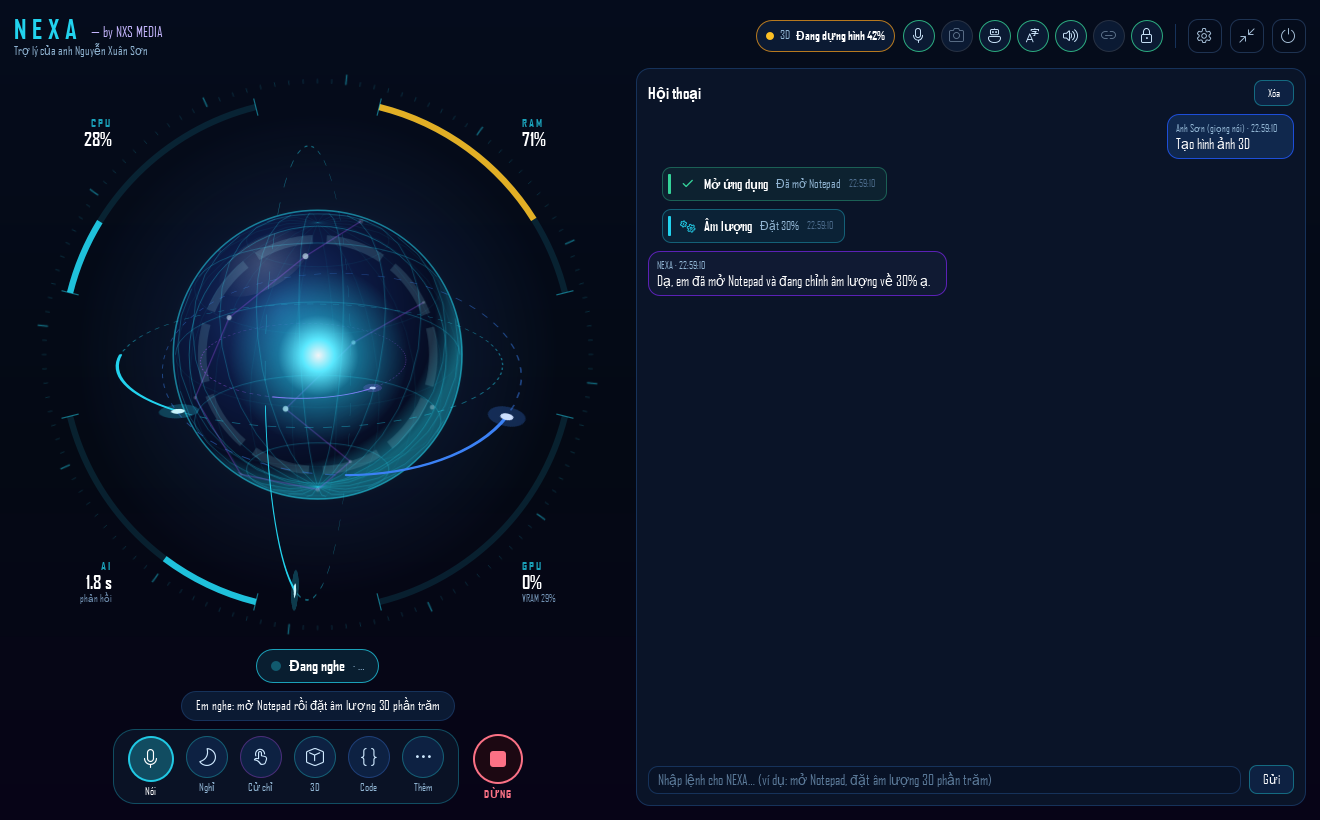 NEXA — by NXS MEDIA
Trợ lý của anh Nguyễn Xuân Sơn
3D Đang dựng hình 42%
CPU
28%
RAM
71%
AI
1.8 s
phản hồi
GPU
0%
VRAM 29%
Đang nghe · ...
Em nghe: mở Notepad rồi đặt âm lượng 30 phần trăm
Nói
Nghỉ
Cử chỉ
3D
Code
Thêm
DỪNG
Hội thoại
Xóa
Anh Sơn (giọng nói) · 22:59:10
Tạo hình ảnh 3D
Mở ứng dụng Đã mở Notepad 22:59:10
Âm lượng Đặt 30% 22:59:10
NEXA · 22:59:10
Dạ, em đã mở Notepad và đang chỉnh âm lượng về 30% ạ.
Nhập lệnh cho NEXA... (ví dụ: mở Notepad, đặt âm lượng 30 phần trăm)
Gửi